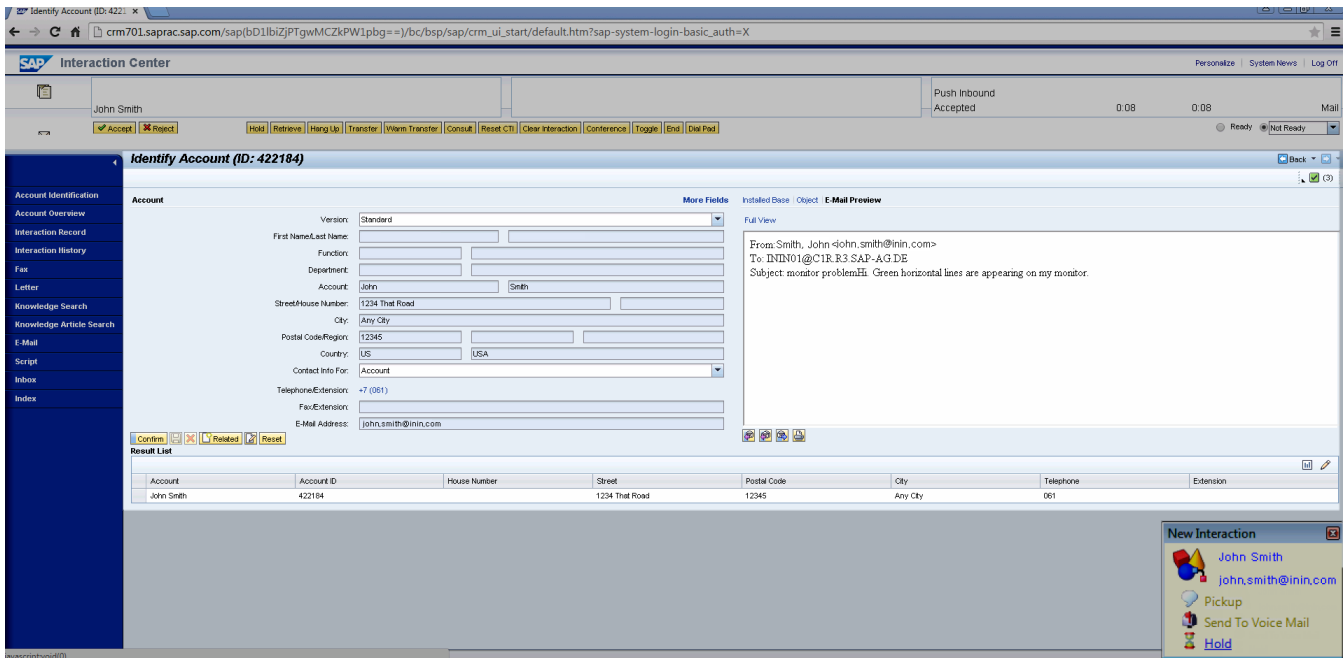 Identify Account (ID: 4221
crm701.saprac.sap.com/sap(bD1lbiZjPTgwMCZkPW1pbg==)/bc/bsp/sap/crm_ui_start/default.htm?sap-system-login-basic_auth=X
SAP Interaction Center
Personalize | System News | Log Off
Push Inbound
John Smith
Accepted 0:08 0:08 Mail
Accept Reject Hold Retrieve Hang Up Transfer Warm Transfer Consult Reset CTI Clear Interaction Conference Toggle End Dial Pad Ready Not Ready
Identify Account (ID: 422184) Back
(3)
Account Identification
Account Overview
Interaction Record
Interaction History
Fax
Letter
Knowledge Search
Knowledge Article Search
E-Mail
Script
Inbox
Index
Account More Fields
Version: Standard
First Name/Last Name:
Function:
Department:
Account: John Smith
Street/House Number: 1234 That Road
City: Any City
Postal Code/Region: 12345
Country: US USA
Contact Info For: Account
Telephone/Extension: +7 (061)
Fax/Extension:
E-Mail Address: john.smith@inin.com
Confirm Related Reset
Installed Base | Object | E-Mail Preview
Full View
From:Smith, John <john.smith@inin.com>
To: ININ01@C1R.R3.SAP-AG.DE
Subject: monitor problemHi. Green horizontal lines are appearing on my monitor.
Result List
Account Account ID House Number Street Postal Code City Telephone Extension
John Smith 422184 1234 That Road 12345 Any City 061
New Interaction
John Smith
john.smith@inin.com
Pickup
Send To Voice Mail
Hold